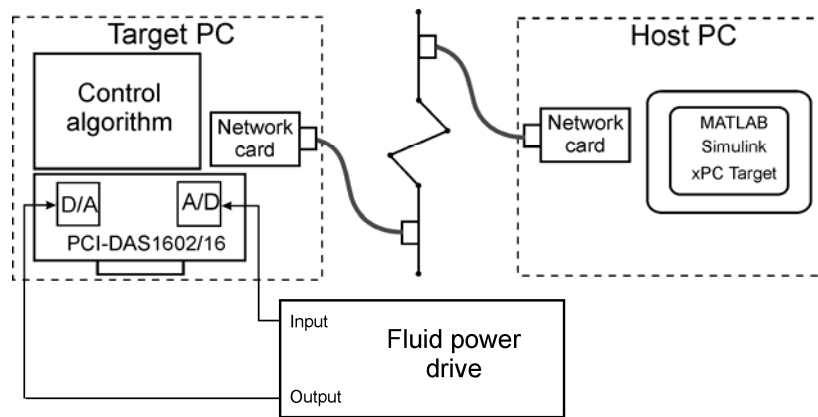 Target PC
Control
algorithm
Network
card
D/A
A/D
PCI-DAS1602/16
Host PC
Network
card
MATLAB
Simulink
xPC Target
Input
Fluid power
drive
Output